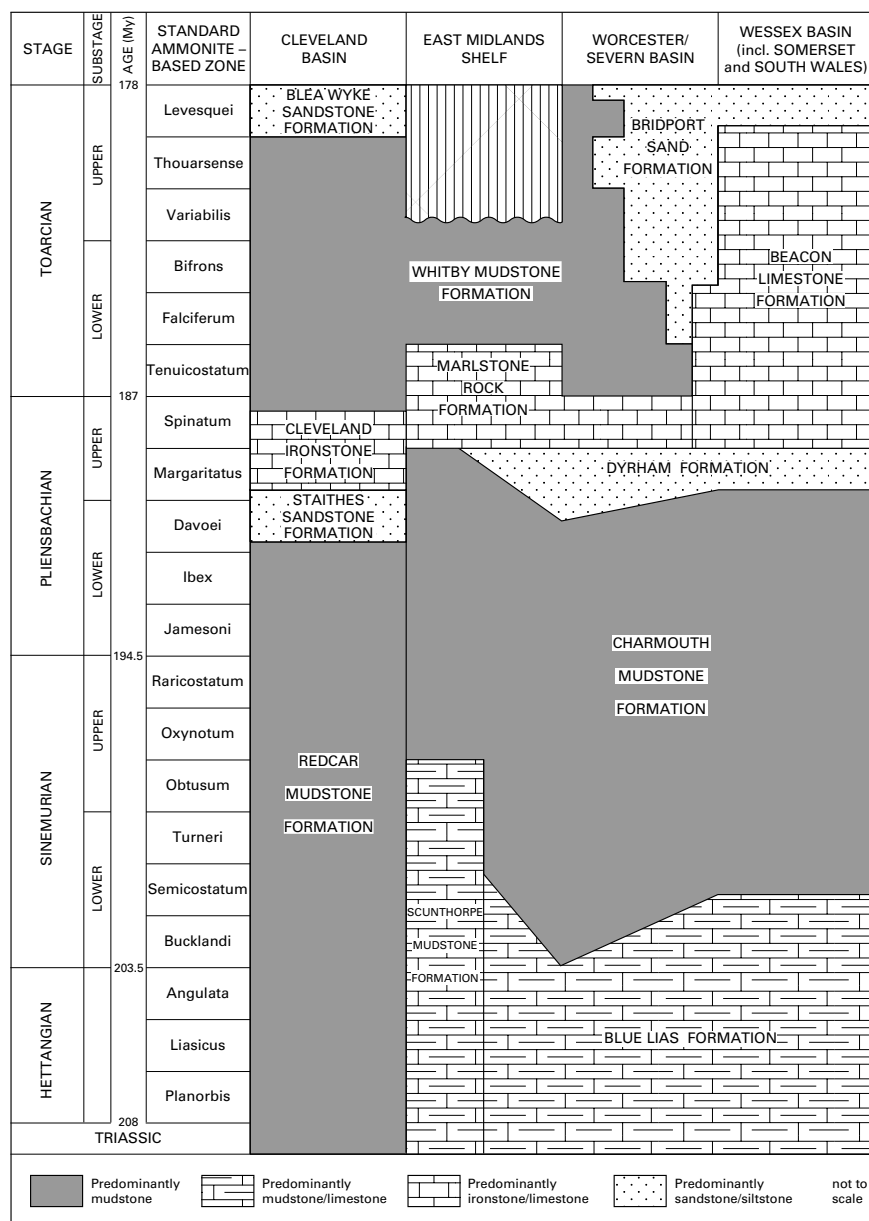 STAGE
SUBSTAGE
AGE (My)
STANDARD
AMMONITE –
BASED ZONE
CLEVELAND
BASIN
EAST MIDLANDS
SHELF
WORCESTER/
SEVERN BASIN
WESSEX BASIN
(incl. SOMERSET
and SOUTH WALES)
178
TOARCIAN
UPPER
LOWER
Levesquei
Thouarsense
Variabilis
Bifrons
Falciferum
Tenuicostatum
187
PLIENSBACHIAN
UPPER
LOWER
Spinatum
Margaritatus
Davoei
Ibex
Jamesoni
194.5
SINEMURIAN
UPPER
LOWER
Raricostatum
Oxynotum
Obtusum
Turneri
Semicostatum
Bucklandi
203.5
HETTANGIAN
Angulata
Liasicus
Planorbis
208
TRIASSIC
BLEA WYKE
SANDSTONE
FORMATION
CLEVELAND
IRONSTONE
FORMATION
STAITHES
SANDSTONE
FORMATION
REDCAR
MUDSTONE
FORMATION
WHITBY MUDSTONE
FORMATION
MARLSTONE
ROCK
FORMATION
SCUNTHORPE
MUDSTONE
FORMATION
BRIDPORT
SAND
FORMATION
BEACON
LIMESTONE
FORMATION
DYRHAM FORMATION
CHARMOUTH
MUDSTONE
FORMATION
BLUE LIAS FORMATION
Predominantly
mudstone
Predominantly
mudstone/limestone
Predominantly
ironstone/limestone
Predominantly
sandstone/siltstone
not to
scale